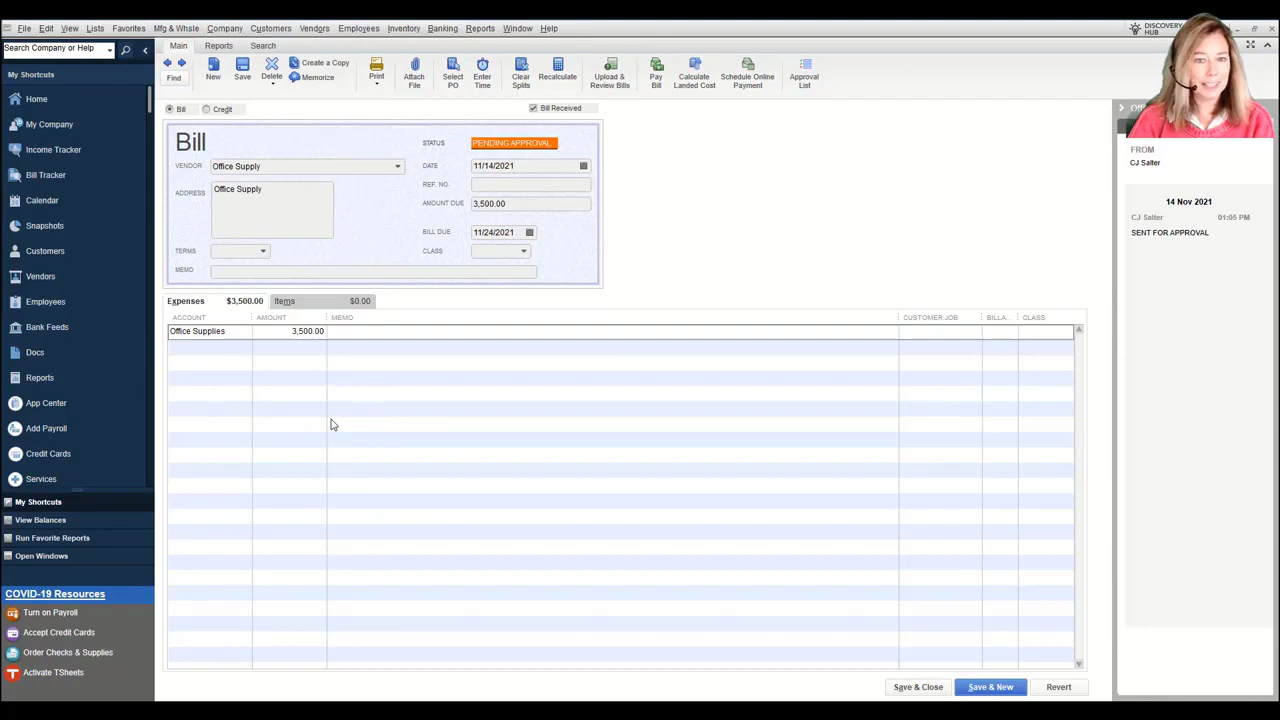 File Edit View Lists Favorites Mfg & Whsle Company Customers Vendors Employees Inventory Banking Reports Window Help
DISCOVERY
HUB
Search Company or Help
My Shortcuts
Home
My Company
Income Tracker
Bill Tracker
Calendar
Snapshots
Customers
Vendors
Employees
Bank Feeds
Docs
Reports
App Center
Add Payroll
Credit Cards
Services
My Shortcuts
View Balances
Run Favorite Reports
Open Windows
COVID-19 Resources
Turn on Payroll
Accept Credit Cards
Order Checks & Supplies
Activate TSheets
Main Reports Search
Find
New
Save
Delete
Create a Copy
Memorize
Print
Attach
File
Select
PO
Enter
Time
Clear
Splits
Recalculate
Upload &
Review Bills
Pay
Bill
Calculate
Landed Cost
Schedule Online
Payment
Approval
List
Bill Credit Bill Received
Bill
STATUS PENDING APPROVAL
VENDOR Office Supply
DATE 11/14/2021
ADDRESS Office Supply
REF. NO.
AMOUNT DUE 3,500.00
BILL DUE 11/24/2021
TERMS
CLASS
MEMO
Expenses $3,500.00 Items $0.00
ACCOUNT AMOUNT MEMO CUSTOMER:JOB BILLA... CLASS
Office Supplies 3,500.00
Save & Close Save & New Revert
FROM
CJ Salter
14 Nov 2021
CJ Salter 01:05 PM
SENT FOR APPROVAL